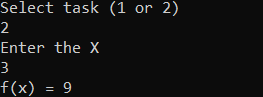 Select task (1 or 2)
2
Enter the X
3
f(x) = 9